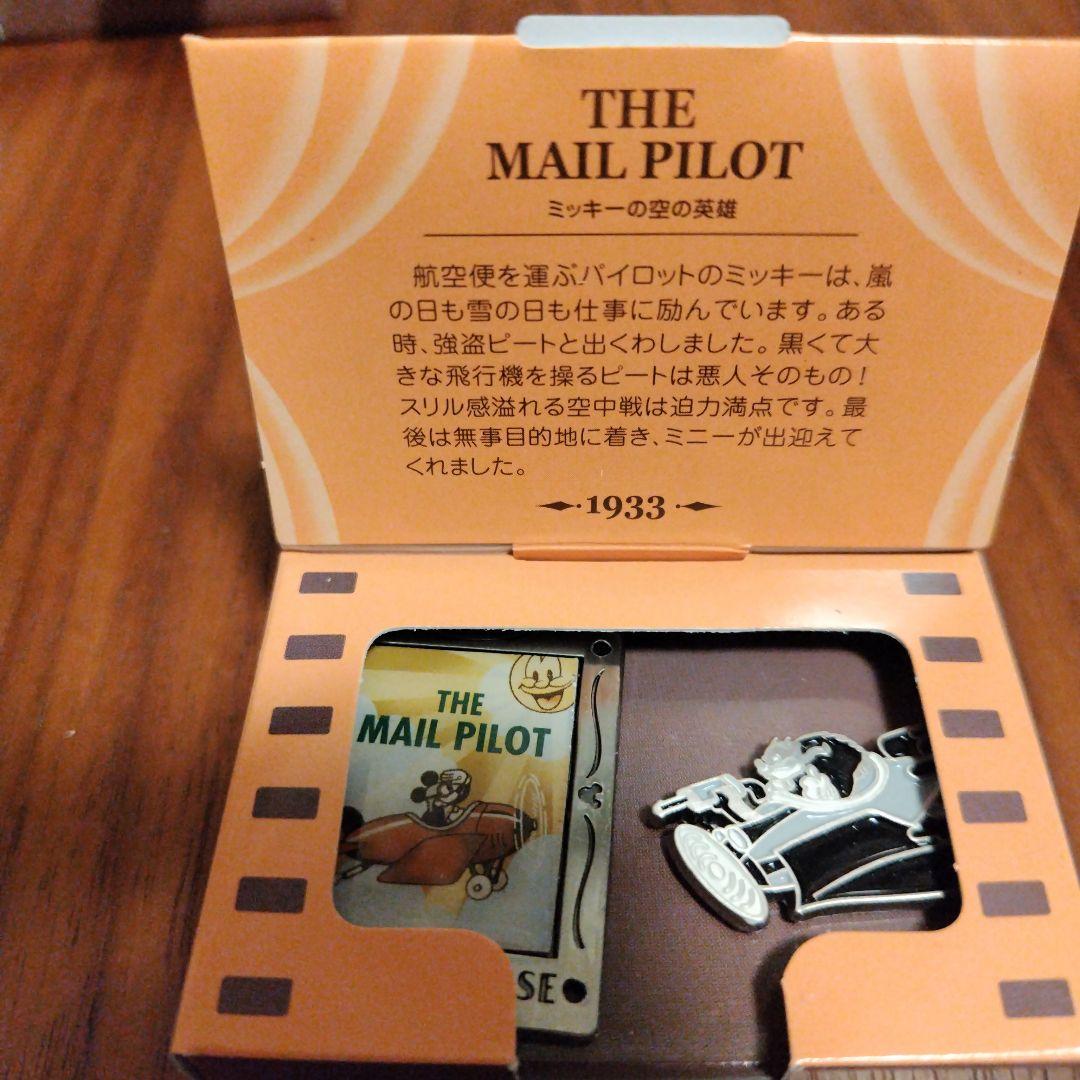 THE
MAIL PILOT
ミッキーの空の英雄
航空便を運ぶパイロットのミッキーは、嵐
の日も雪の日も仕事に励んでいます。ある
時、強盗ピートと出くわしました。黒くて大
きな飛行機を操るピートは悪人そのもの！
スリル感溢れる空中戦は迫力満点です。最
後は無事目的地に着き、ミニーが出迎えて
くれました。
1933
THE
MAIL PILOT
SE